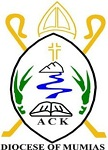 ACK
DIOCESE OF MUMIAS